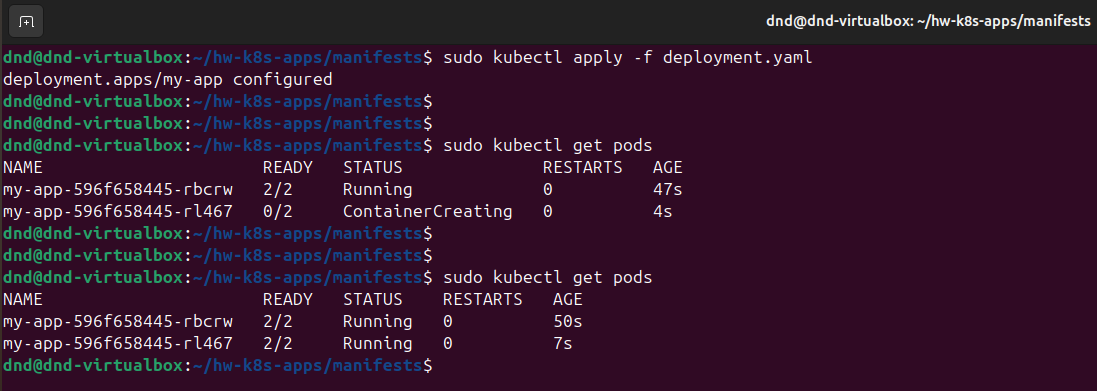 dnd@dnd-virtualbox: ~/hw-k8s-apps/manifests
dnd@dnd-virtualbox:~/hw-k8s-apps/manifests$ sudo kubectl apply -f deployment.yaml
deployment.apps/my-app configured
dnd@dnd-virtualbox:~/hw-k8s-apps/manifests$
dnd@dnd-virtualbox:~/hw-k8s-apps/manifests$
dnd@dnd-virtualbox:~/hw-k8s-apps/manifests$ sudo kubectl get pods
NAME                      READY   STATUS              RESTARTS   AGE
my-app-596f658445-rbcrw   2/2     Running             0          47s
my-app-596f658445-rl467   0/2     ContainerCreating   0          4s
dnd@dnd-virtualbox:~/hw-k8s-apps/manifests$
dnd@dnd-virtualbox:~/hw-k8s-apps/manifests$
dnd@dnd-virtualbox:~/hw-k8s-apps/manifests$ sudo kubectl get pods
NAME                      READY   STATUS    RESTARTS   AGE
my-app-596f658445-rbcrw   2/2     Running   0          50s
my-app-596f658445-rl467   2/2     Running   0          7s
dnd@dnd-virtualbox:~/hw-k8s-apps/manifests$